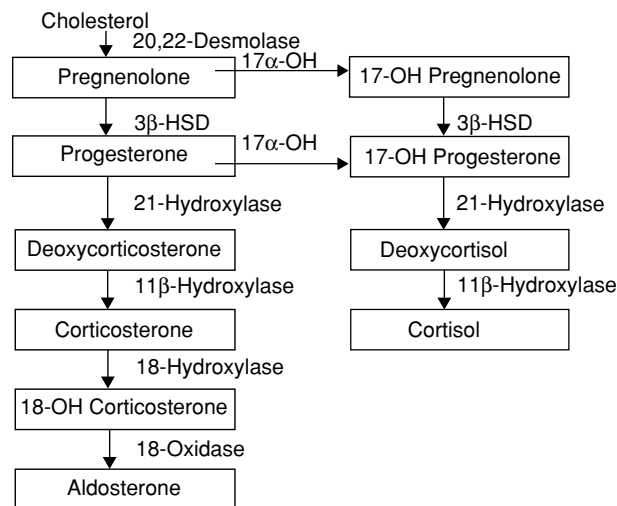 Cholesterol
20,22-Desmolase
17α-OH
Pregnenolone
17-OH Pregnenolone
3β-HSD
3β-HSD
17α-OH
Progesterone
17-OH Progesterone
21-Hydroxylase
21-Hydroxylase
Deoxycorticosterone
Deoxycortisol
11β-Hydroxylase
11β-Hydroxylase
Corticosterone
Cortisol
18-Hydroxylase
18-OH Corticosterone
18-Oxidase
Aldosterone